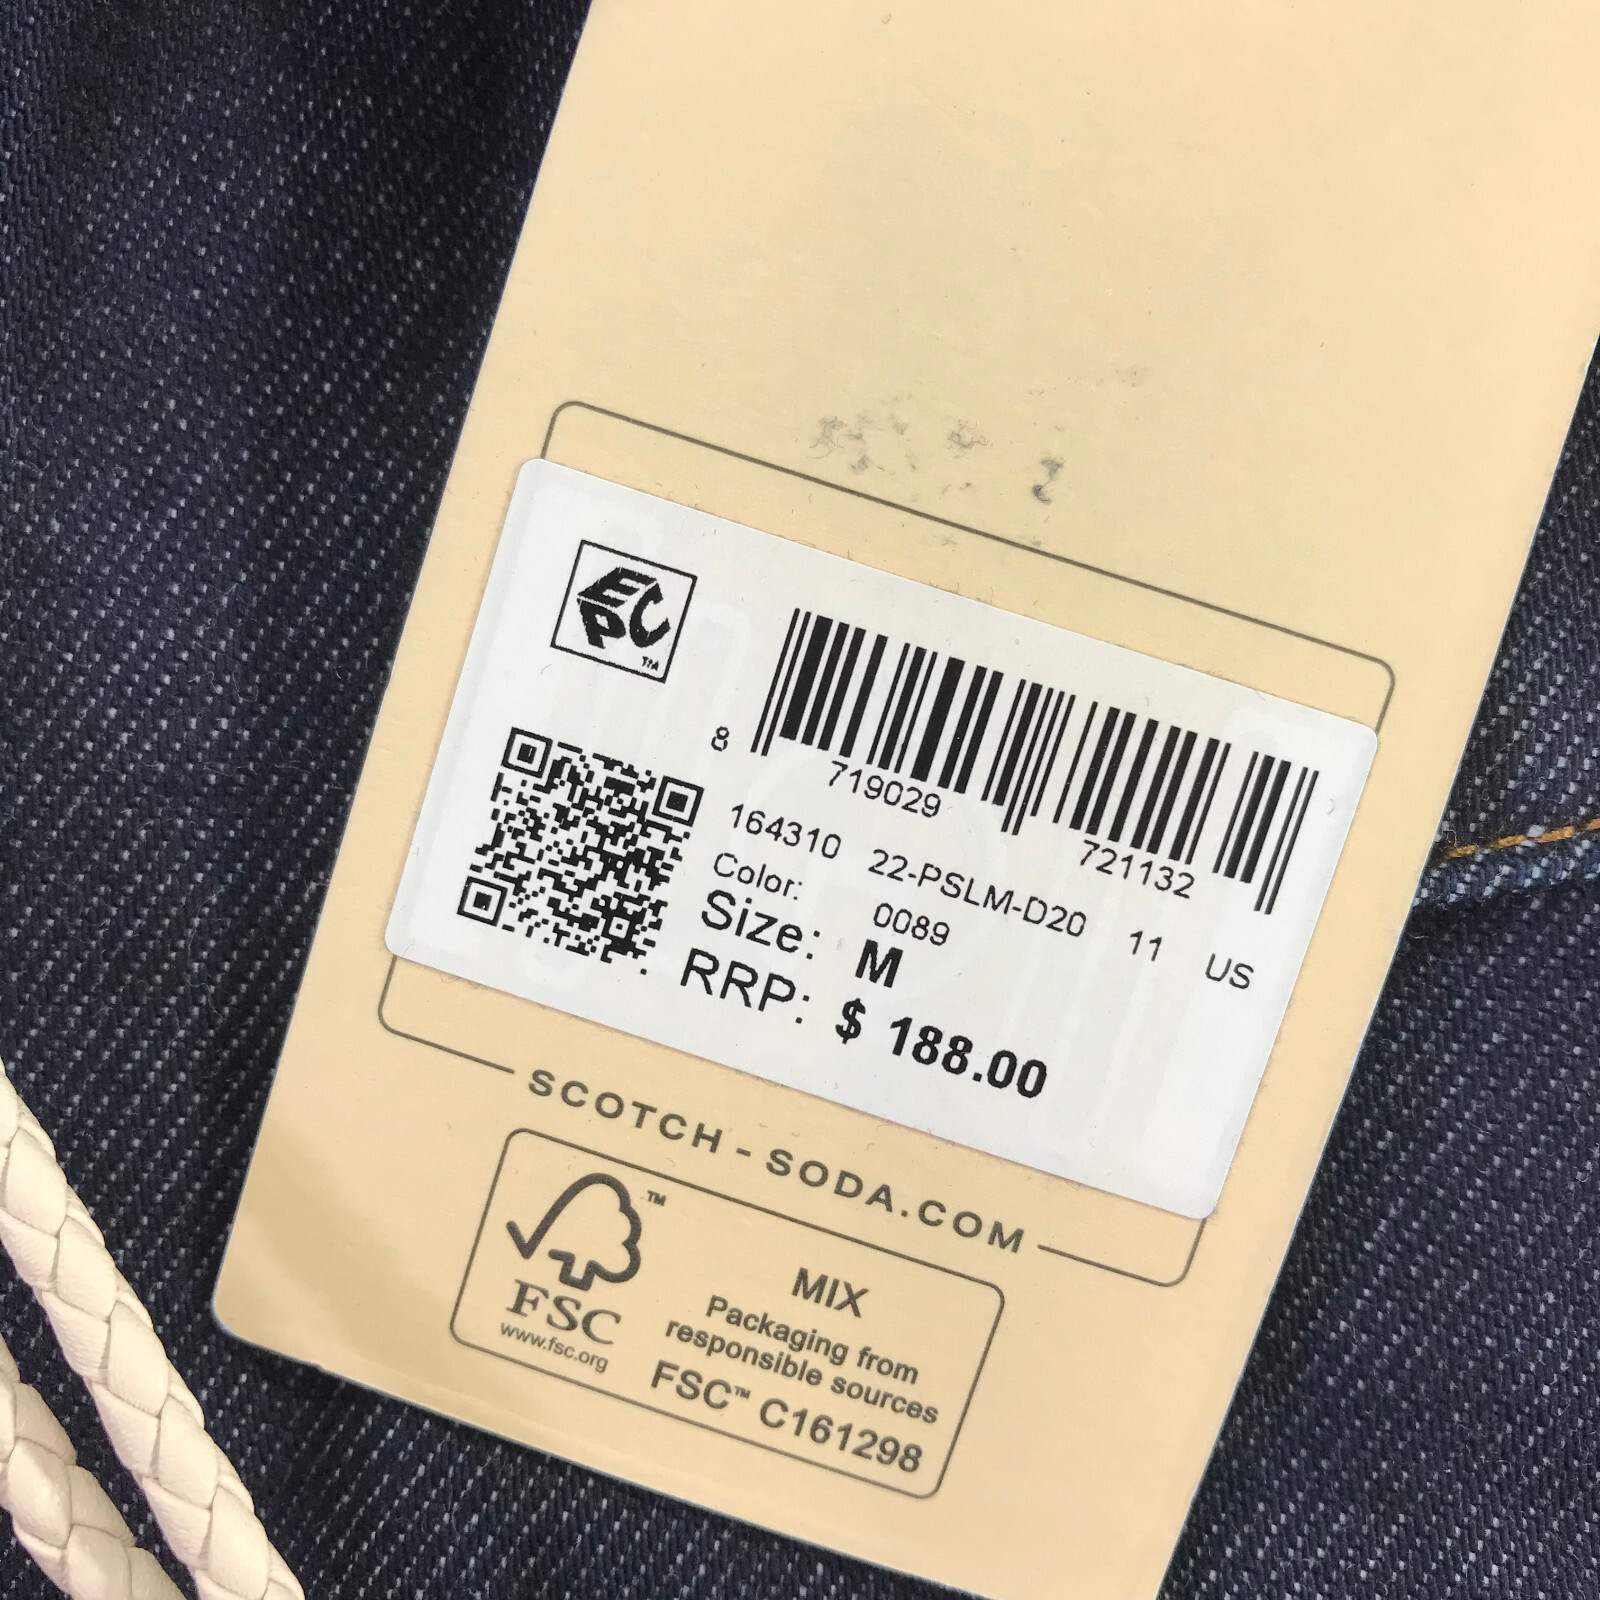 EPC™
8 719029 721132
164310 22-PSLM-D20 11 US
Color: 0089
Size: M
RRP: $ 188.00
SCOTCH - SODA.COM
™
FSC
www.fsc.org
MIX
Packaging from
responsible sources
FSC™ C161298